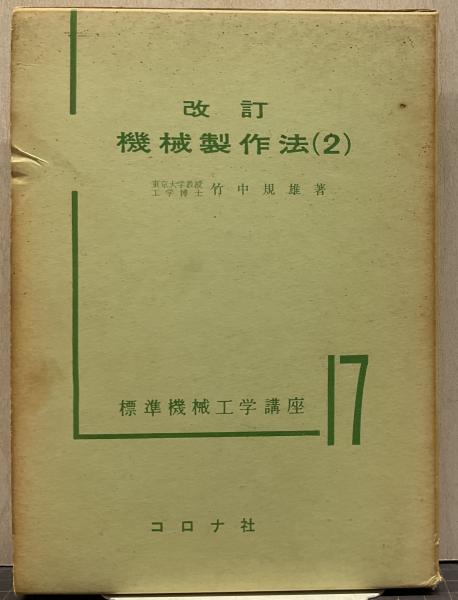 改訂
機械製作法(2)
東京大学教授
工学博士
竹中規雄著
17
標準機械工学講座
コロナ社